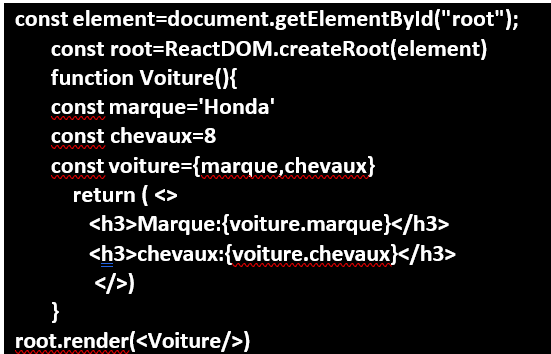 const element=document.getElementById("root");
const root=ReactDOM.createRoot(element)
function Voiture(){
const marque='Honda'
const chevaux=8
const voiture={marque,chevaux}
return ( <>
<h3>Marque:{voiture.marque}</h3>
<h3>chevaux:{voiture.chevaux}</h3>
</>)
}
root.render(<Voiture/>)